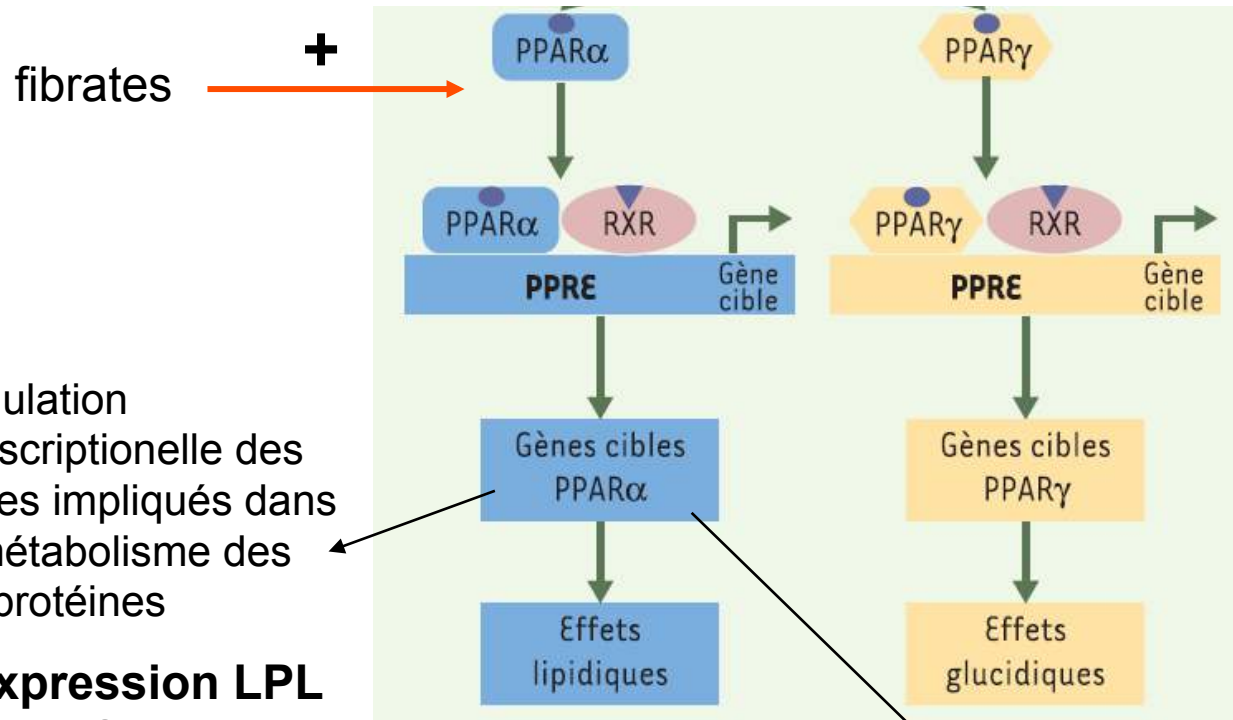 +
fibrates
PPARα
PPARγ
PPARα RXR
PPRE
Gène
cible
PPARγ RXR
PPRE
Gène
cible
ulation
scriptionelle des
es impliqués dans
métabolisme des
protéines
xpression LPL
Gènes cibles
PPARα
Gènes cibles
PPARγ
Effets
lipidiques
Effets
glucidiques